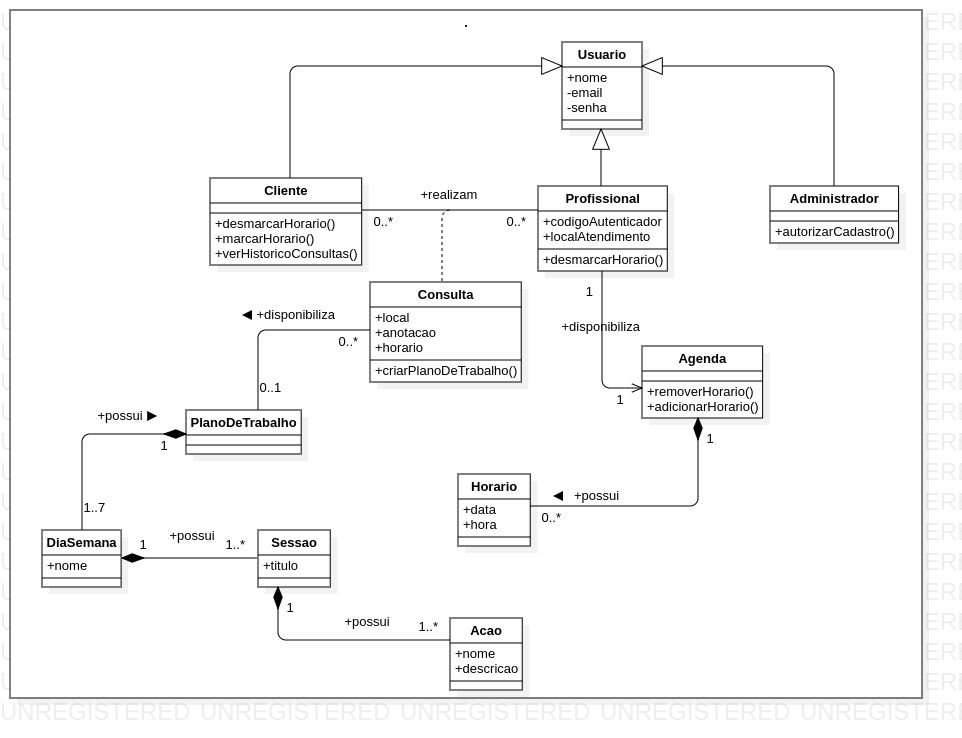 .
Usuario
+nome
-email
-senha
Cliente
+desmarcarHorario()
+marcarHorario()
+verHistoricoConsultas()
+realizam
0..*
0..*
Profissional
+codigoAutenticador
+localAtendimento
+desmarcarHorario()
Administrador
+autorizarCadastro()
Consulta
+local
+anotacao
+horario
+criarPlanoDeTrabalho()
1
+disponibiliza
1
◄ +disponibiliza
0..*
0..1
Agenda
+removerHorario()
+adicionarHorario()
PlanoDeTrabalho
+possui ►
1
1..7
1
◄ +possui
0..*
Horario
+data
+hora
DiaSemana
+nome
1
+possui
1..*
Sessao
+titulo
1
+possui
1..*
Acao
+nome
+descricao
UNREGISTERED UNREGISTERED UNREGISTERED UNREGISTERED UNREGISTERI